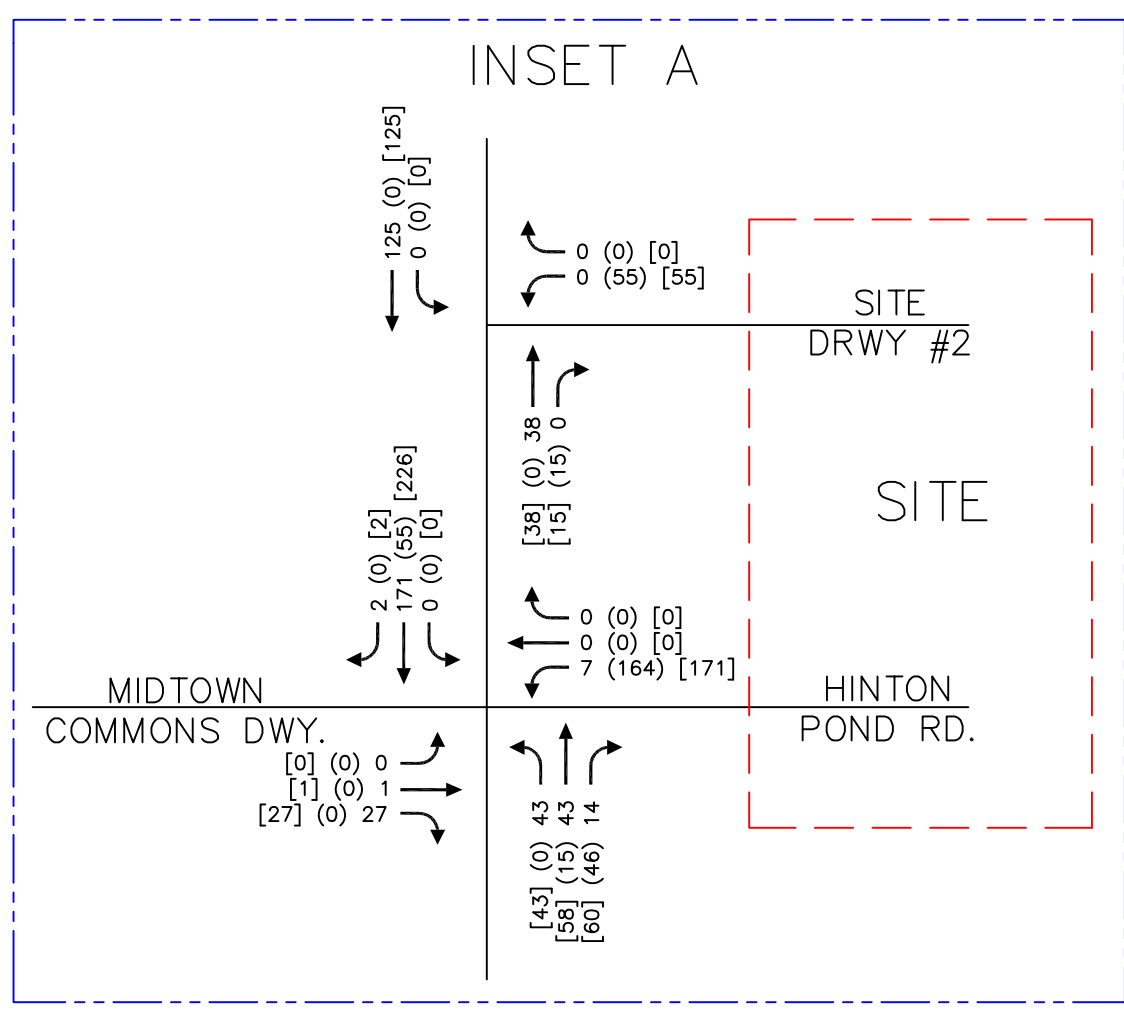 INSET A
125 (0) [125]
0 (0) [0]
0 (0) [0]
0 (55) [55]
SITE
DRWY #2
[38] (0) 38
[15] (15) 0
SITE
2 (0) [2]
171 (55) [226]
0 (0) [0]
0 (0) [0]
0 (0) [0]
7 (164) [171]
MIDTOWN
COMMONS DWY.
HINTON
POND RD.
[0] (0) 0
[1] (0) 1
[27] (0) 27
[43] (0) 43
[58] (15) 43
[60] (46) 14